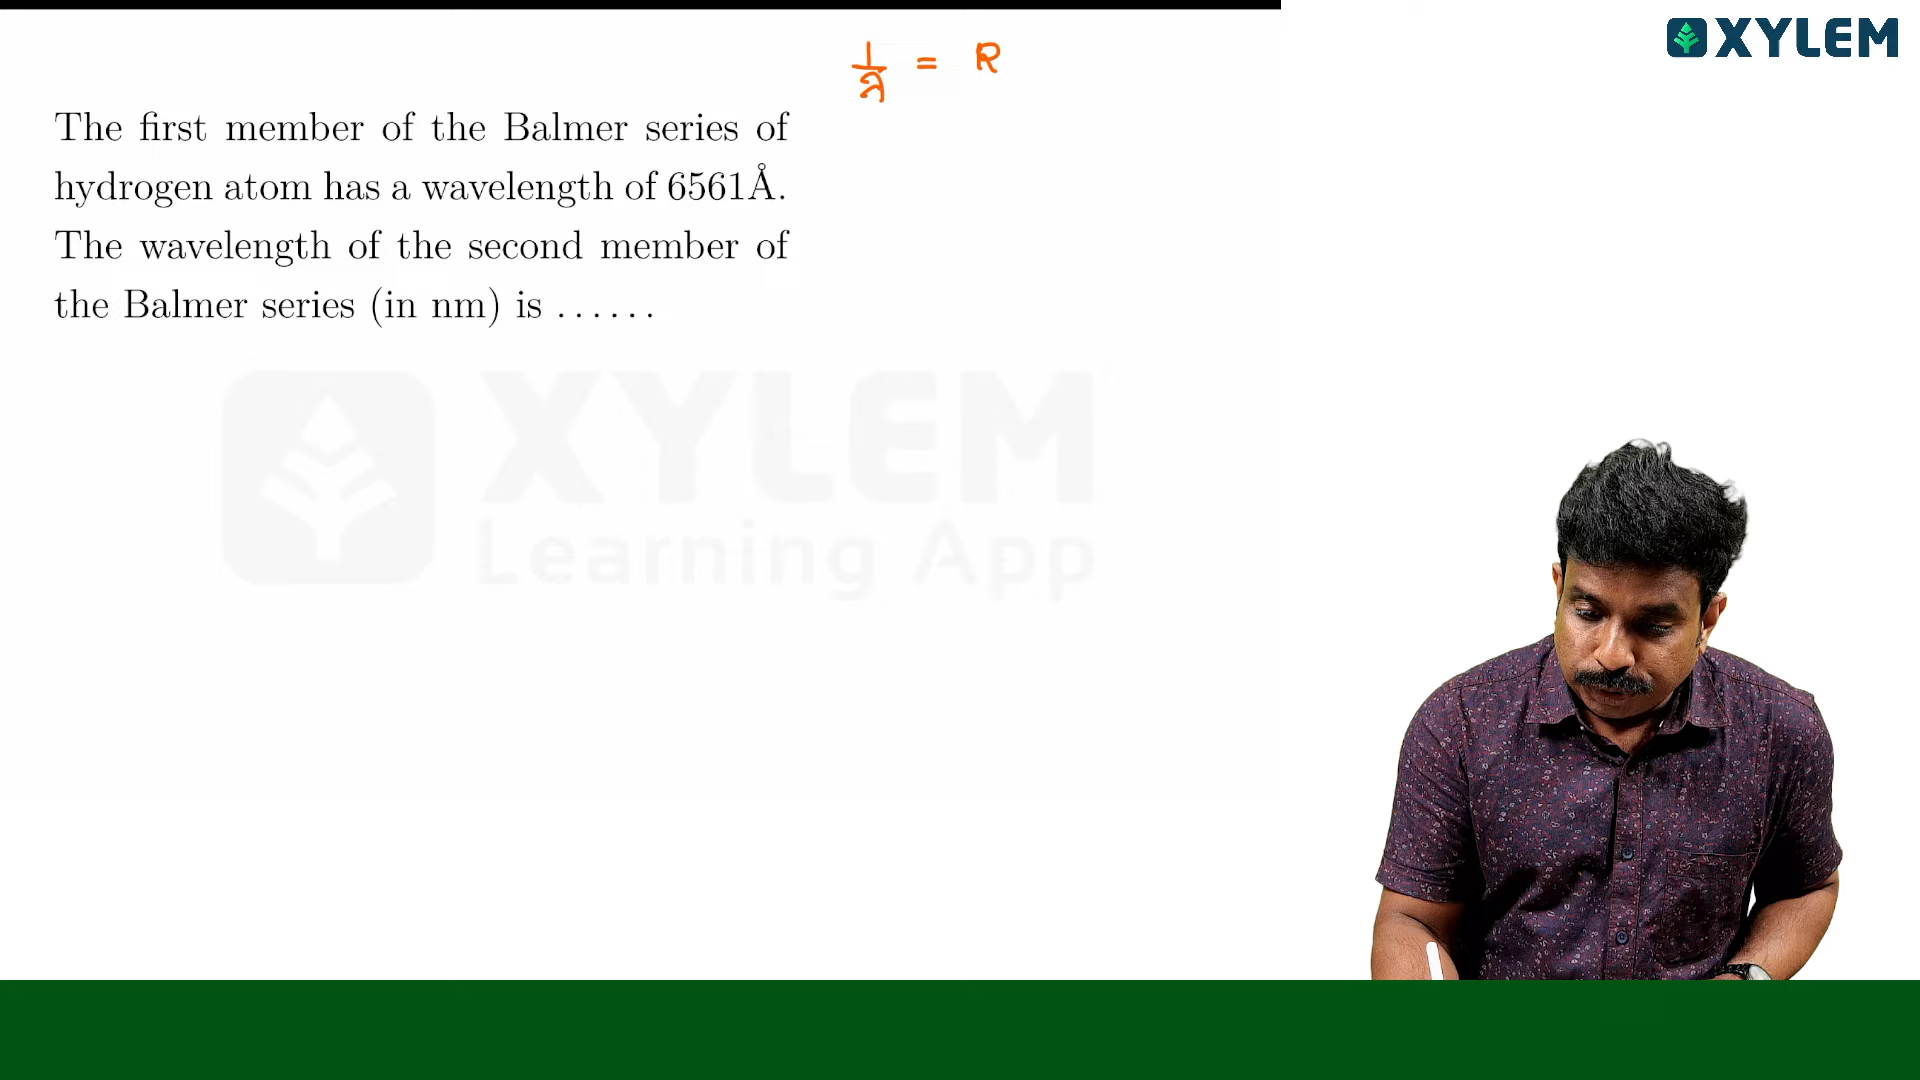 XYLEM
1/λ = R
The first member of the Balmer series of
hydrogen atom has a wavelength of 6561Å.
The wavelength of the second member of
the Balmer series (in nm) is ......
XYLEM
Learning App